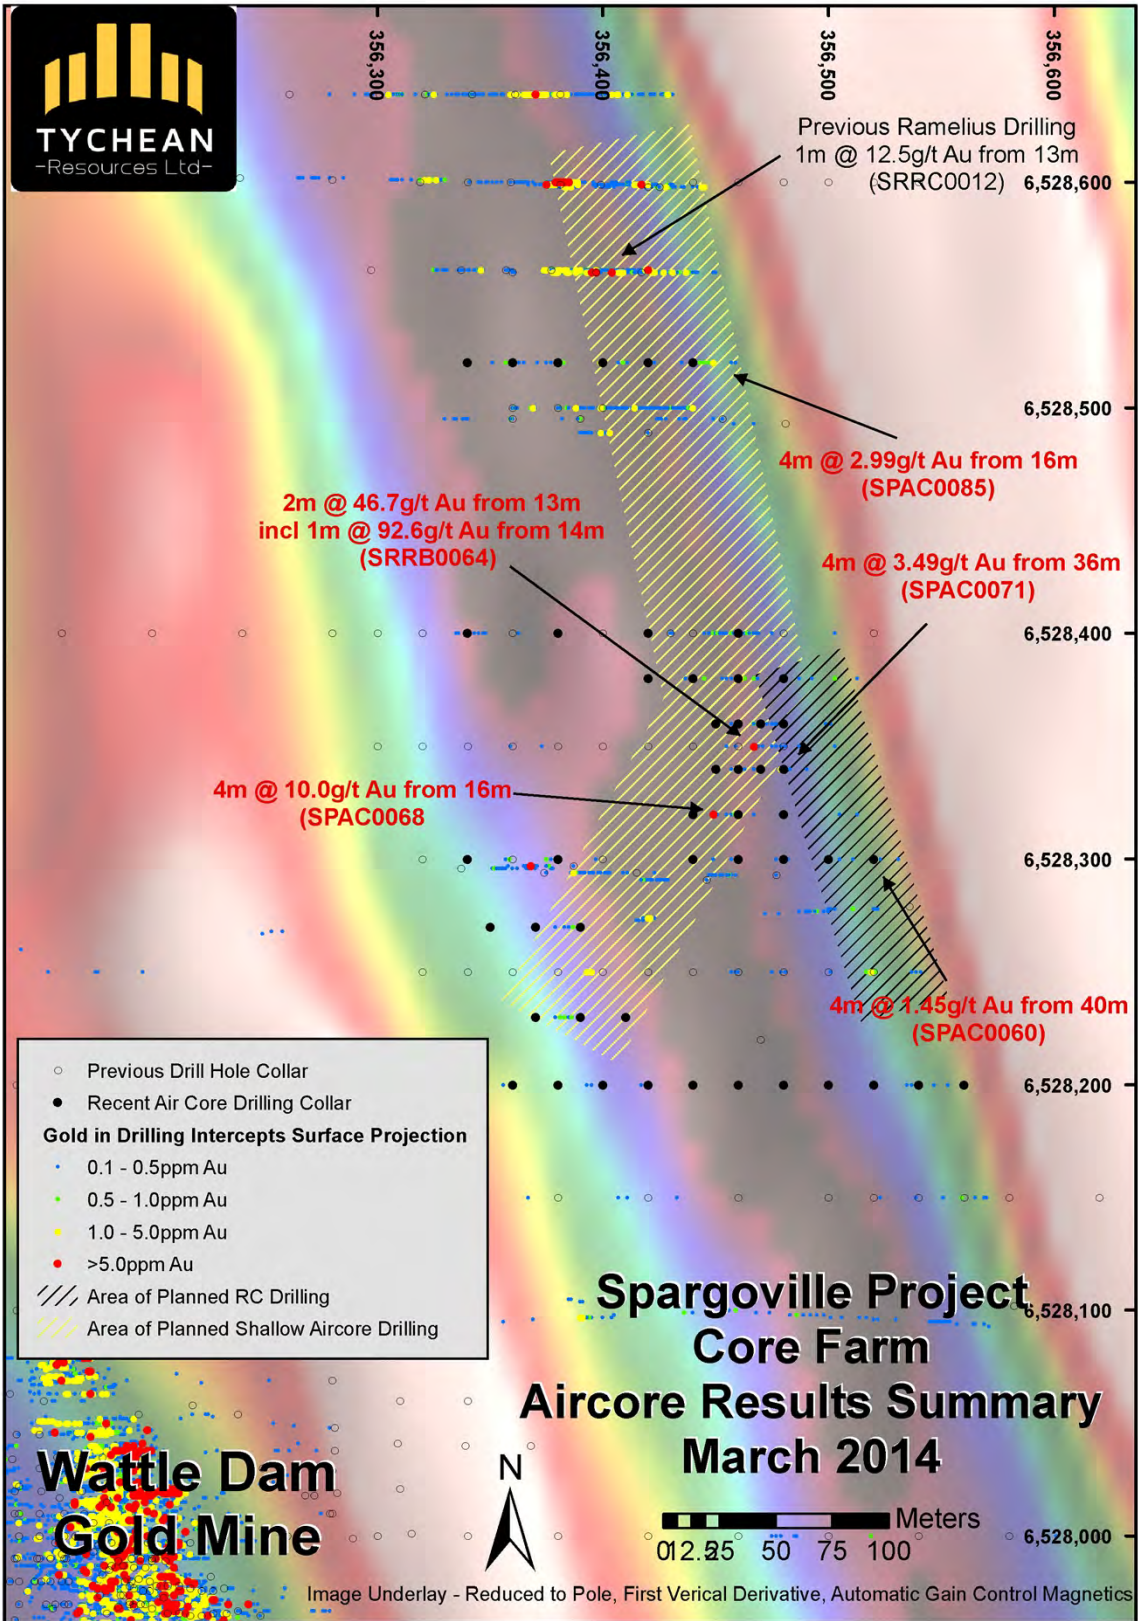 TYCHEAN
-Resources Ltd-
356,300
356,400
356,500
356,600
Previous Ramelius Drilling
1m @ 12.5g/t Au from 13m
(SRRC0012)
6,528,600
6,528,500
4m @ 2.99g/t Au from 16m
(SPAC0085)
2m @ 46.7g/t Au from 13m
incl 1m @ 92.6g/t Au from 14m
(SRRB0064)
4m @ 3.49g/t Au from 36m
(SPAC0071)
6,528,400
4m @ 10.0g/t Au from 16m
(SPAC0068
6,528,300
4m @ 1.45g/t Au from 40m
(SPAC0060)
6,528,200
Previous Drill Hole Collar
Recent Air Core Drilling Collar
Gold in Drilling Intercepts Surface Projection
0.1 - 0.5ppm Au
0.5 - 1.0ppm Au
1.0 - 5.0ppm Au
>5.0ppm Au
Area of Planned RC Drilling
Area of Planned Shallow Aircore Drilling
6,528,100
Spargoville Project
Core Farm
Aircore Results Summary
March 2014
Wattle Dam
Gold Mine
N
Meters
0 12.5 25 50 75 100
6,528,000
Image Underlay - Reduced to Pole, First Verical Derivative, Automatic Gain Control Magnetics